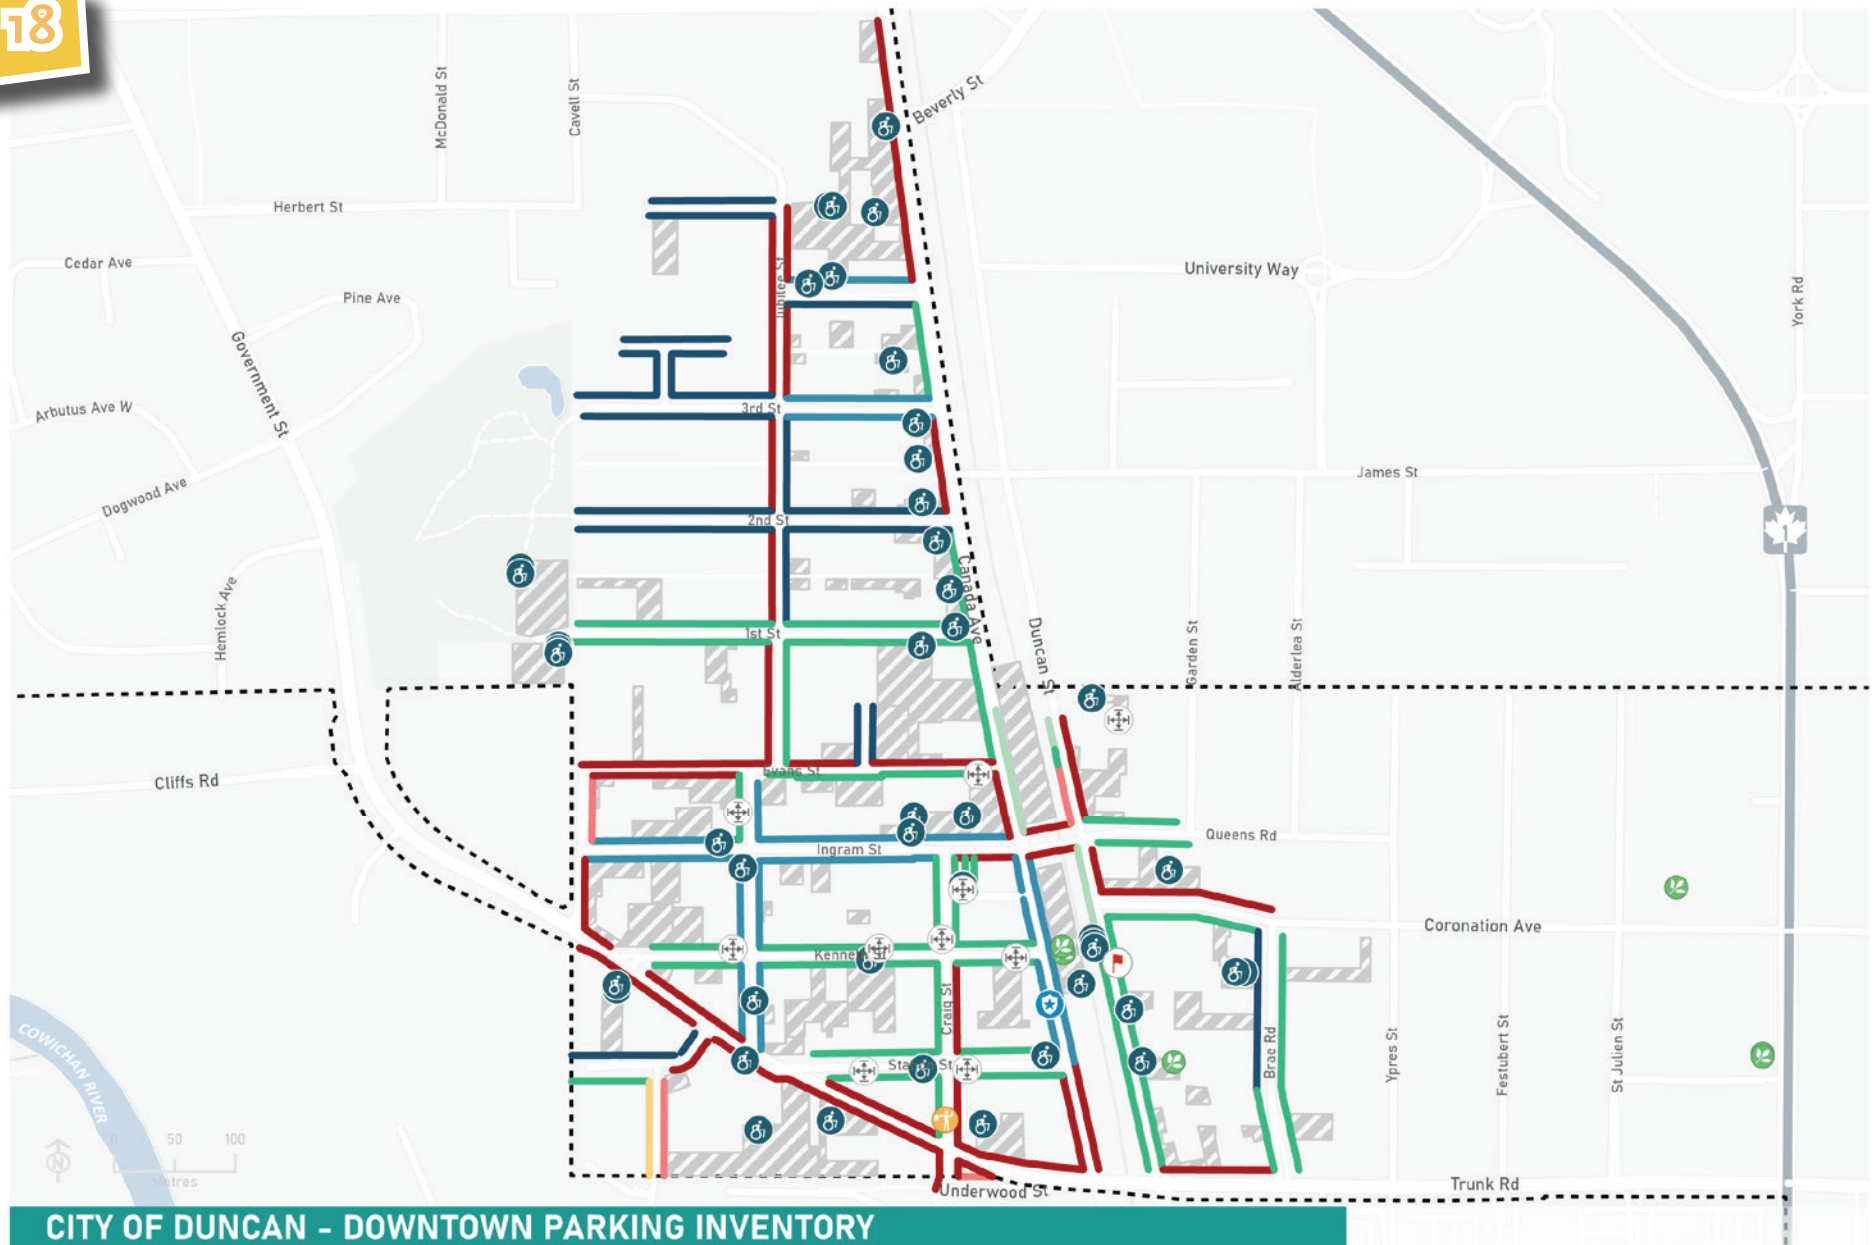 18
McDonald St
Cavell St
Beverly St
Herbert St
Cedar Ave
Pine Ave
Government St
Jubilee St
University Way
York Rd
Arbutus Ave W
3rd St
Dogwood Ave
James St
1
2nd St
Canada Ave
Hemlock Ave
1st St
Duncan St
Garden St
Alderlea St
Cliffs Rd
Evans St
Queens Rd
Ingram St
Coronation Ave
Kenneth St
Craig St
COWICHAN RIVER
Brae Rd
Ypres St
Festubert St
St Julien St
N
0 50 100
Metres
Underwood St
Trunk Rd
CITY OF DUNCAN - DOWNTOWN PARKING INVENTORY